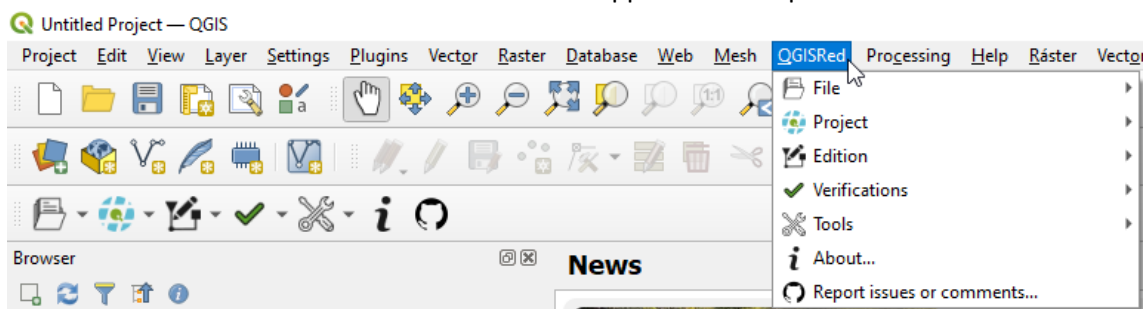 Untitled Project — QGIS
Project Edit View Layer Settings Plugins Vector Raster Database Web Mesh QGISRed Processing Help Ráster
File
Project
Edition
Verifications
Tools
About...
Report issues or comments...
Browser
News